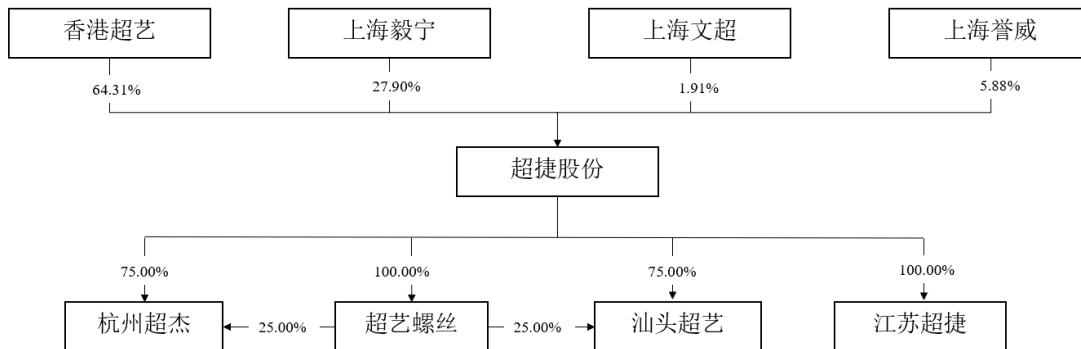 香港超艺
上海毅宁
上海文超
上海誉威
64.31%
27.90%
1.91%
5.88%
超捷股份
75.00%
100.00%
75.00%
100.00%
杭州超杰
25.00%
超艺螺丝
25.00%
汕头超艺
江苏超捷